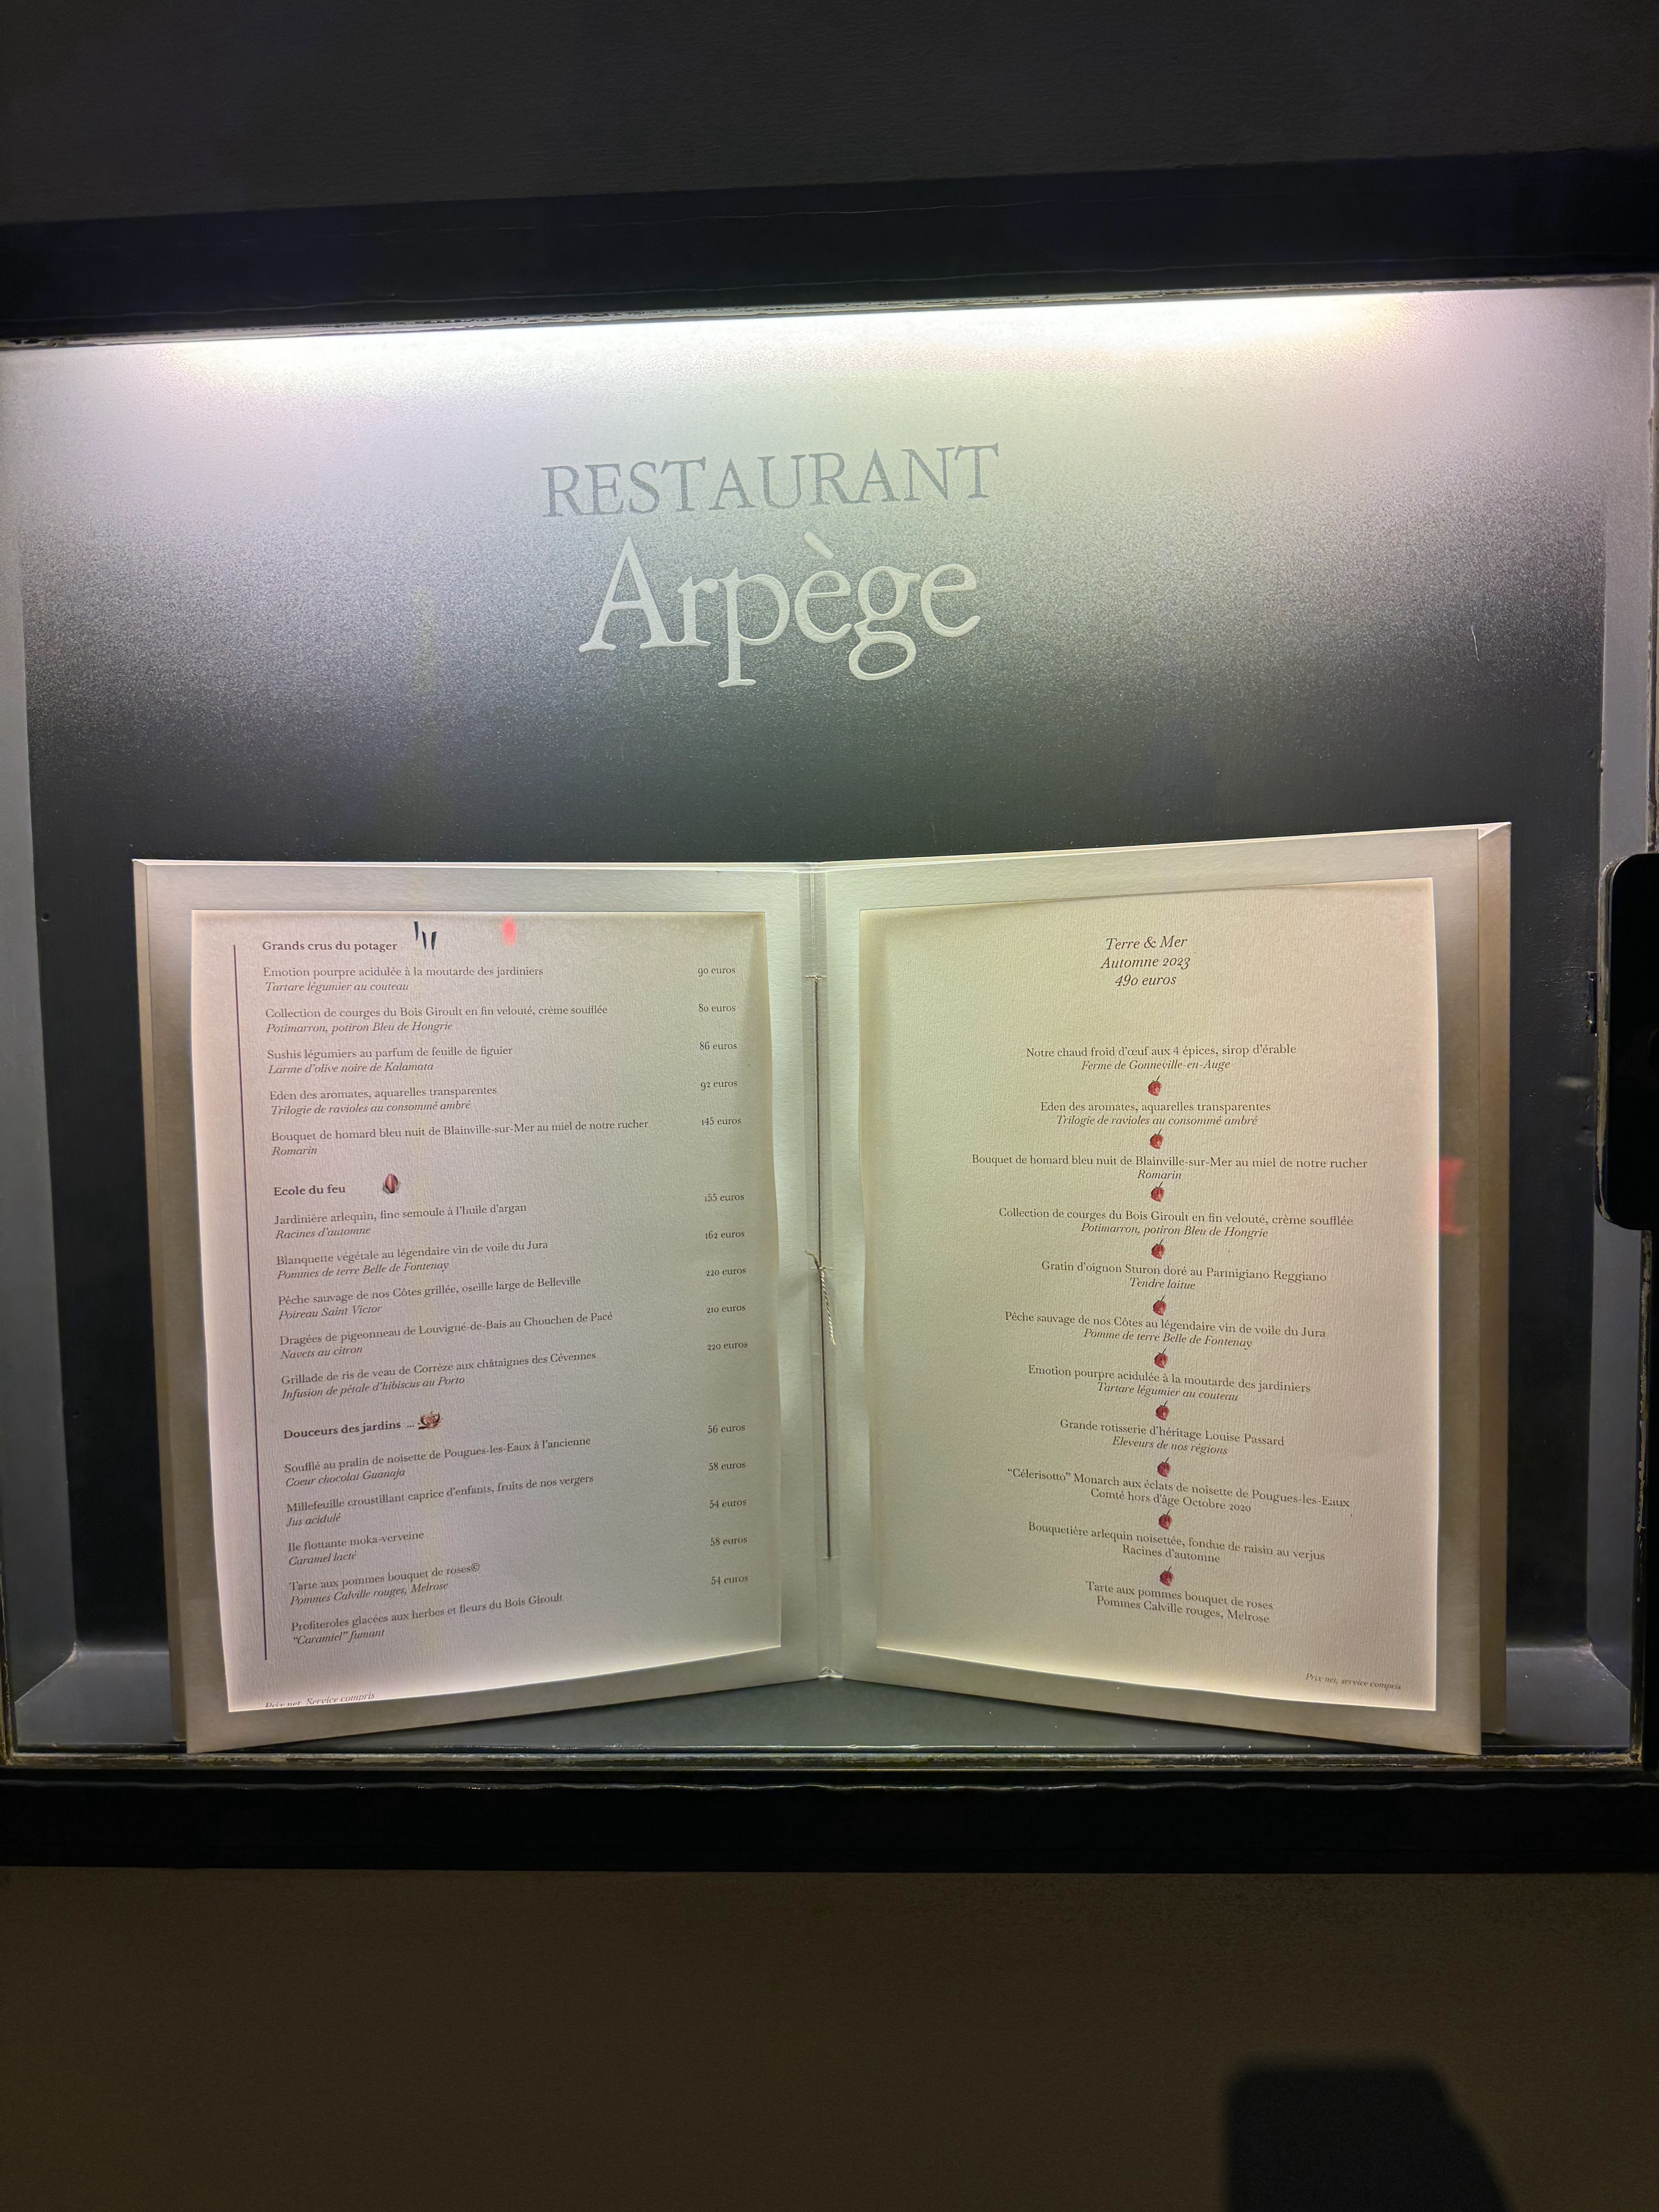 RESTAURANT
Arpège
Grands crus du potager
Emotion pourpre acidulée à la moutarde des jardiniers 90 euros
Tartare légumier au couteau
Collection de courges du Bois Giroult en fin velouté, crème soufflée 80 euros
Potimarron, potiron Bleu de Hongrie
Sushis légumiers au parfum de feuille de figuier 86 euros
Larme d'olive noire de Kalamata
Eden des aromates, aquarelles transparentes 92 euros
Trilogie de ravioles au consommé ambré
Bouquet de homard bleu nuit de Blainville-sur-Mer au miel de notre rucher 145 euros
Romarin
Ecole du feu
Jardinière arlequin, fine semoule à l'huile d'argan 155 euros
Racines d'automne
Blanquette végétale au légendaire vin de voile du Jura 162 euros
Pommes de terre Belle de Fontenay
Pêche sauvage de nos Côtes grillée, oseille large de Belleville 220 euros
Poireau Saint Victor
Dragées de pigeonneau de Louvigné-de-Bais au Chouchen de Pacé 210 euros
Navets au citron
Grillade de ris de veau de Corrèze aux châtaignes des Cévennes 220 euros
Infusion de pétale d'hibiscus au Porto
Douceurs des jardins ...
Soufflé au pralin de noisette de Pougues-les-Eaux à l'ancienne 56 euros
Coeur chocolat Guanaja
Millefeuille croustillant caprice d'enfants, fruits de nos vergers 58 euros
Jus acidulé
Ile flottante moka-verveine 54 euros
Caramel lacté
Tarte aux pommes bouquet de roses© 58 euros
Pommes Calville rouges, Melrose
Profiteroles glacées aux herbes et fleurs du Bois Giroult 54 euros
"Caramiel" fumant
Prix net, Service compris
Terre & Mer
Automne 2023
490 euros
Notre chaud froid d'œuf aux 4 épices, sirop d'érable
Ferme de Gonneville-en-Auge
Eden des aromates, aquarelles transparentes
Trilogie de ravioles au consommé ambré
Bouquet de homard bleu nuit de Blainville-sur-Mer au miel de notre rucher
Romarin
Collection de courges du Bois Giroult en fin velouté, crème soufflée
Potimarron, potiron Bleu de Hongrie
Gratin d'oignon Sturon doré au Parmigiano Reggiano
Tendre laitue
Pêche sauvage de nos Côtes au légendaire vin de voile du Jura
Pomme de terre Belle de Fontenay
Emotion pourpre acidulée à la moutarde des jardiniers
Tartare légumier au couteau
Grande rotisserie d'héritage Louise Passard
Eleveurs de nos régions
"Célerisotto" Monarch aux éclats de noisette de Pougues-les-Eaux
Comté hors d'âge Octobre 2020
Bouquetière arlequin noisettée, fondue de raisin au verjus
Racines d'automne
Tarte aux pommes bouquet de roses
Pommes Calville rouges, Melrose
Prix net, service compris